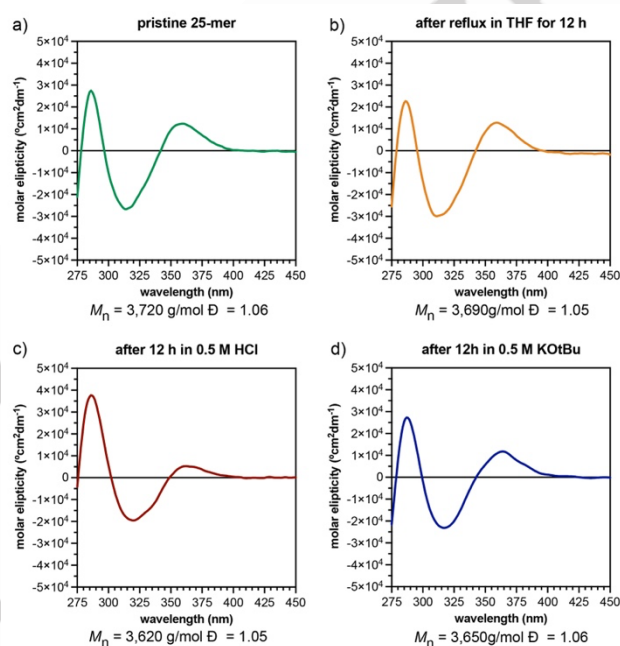 a) pristine 25-mer
molar elipticity (°cm²dm⁻¹)
5×10⁴
4×10⁴
3×10⁴
2×10⁴
1×10⁴
0
-1×10⁴
-2×10⁴
-3×10⁴
-4×10⁴
-5×10⁴
275 300 325 350 375 400 425 450
wavelength (nm)
Mn = 3,720 g/mol Đ = 1.06
b) after reflux in THF for 12 h
molar elipticity (°cm²dm⁻¹)
5×10⁴
4×10⁴
3×10⁴
2×10⁴
1×10⁴
0
-1×10⁴
-2×10⁴
-3×10⁴
-4×10⁴
-5×10⁴
275 300 325 350 375 400 425 450
wavelength (nm)
Mn = 3,690g/mol Đ = 1.05
c) after 12 h in 0.5 M HCl
molar elipticity (°cm²dm⁻¹)
5×10⁴
4×10⁴
3×10⁴
2×10⁴
1×10⁴
0
-1×10⁴
-2×10⁴
-3×10⁴
-4×10⁴
-5×10⁴
275 300 325 350 375 400 425 450
wavelength (nm)
Mn = 3,620 g/mol Đ = 1.05
d) after 12h in 0.5 M KOtBu
molar elipticity (°cm²dm⁻¹)
5×10⁴
4×10⁴
3×10⁴
2×10⁴
1×10⁴
0
-1×10⁴
-2×10⁴
-3×10⁴
-4×10⁴
-5×10⁴
275 300 325 350 375 400 425 450
wavelength (nm)
Mn = 3,650g/mol Đ = 1.06